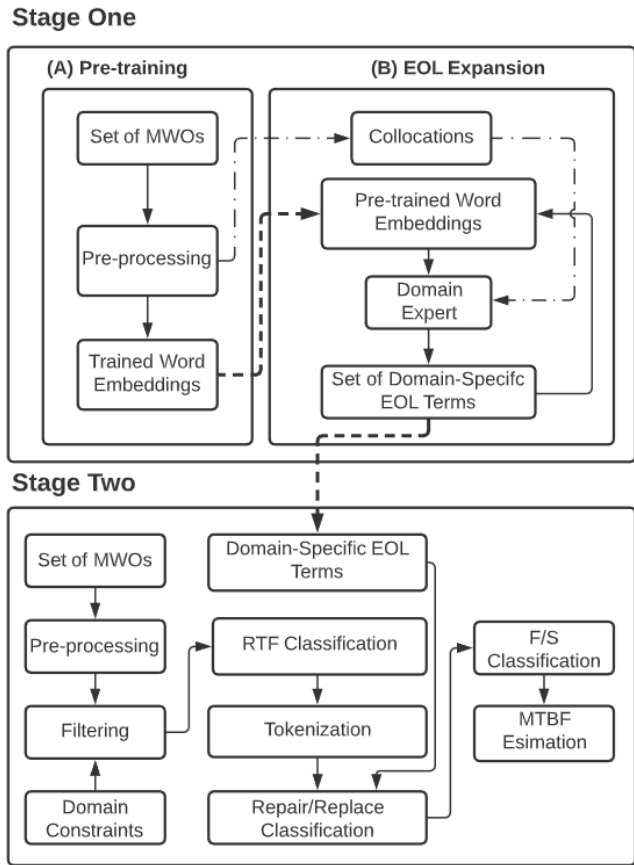 Stage One
(A) Pre-training
Set of MWOs
Pre-processing
Trained Word
Embeddings
(B) EOL Expansion
Collocations
Pre-trained Word
Embeddings
Domain
Expert
Set of Domain-Specifc
EOL Terms
Stage Two
Set of MWOs
Pre-processing
Filtering
Domain
Constraints
Domain-Specific EOL
Terms
RTF Classification
Tokenization
Repair/Replace
Classification
F/S
Classification
MTBF
Esimation